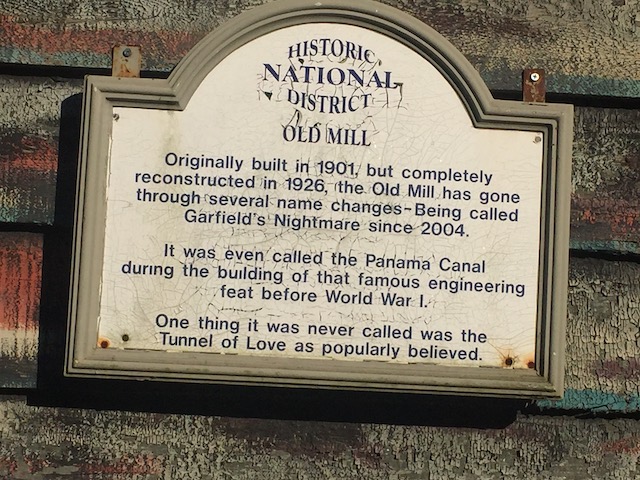 HISTORIC
NATIONAL
DISTRICT
OLD MILL
Originally built in 1901, but completely
reconstructed in 1926, the Old Mill has gone
through several name changes-Being called
Garfield's Nightmare since 2004.
It was even called the Panama Canal
during the building of that famous engineering
feat before World War I.
One thing it was never called was the
Tunnel of Love as popularly believed.